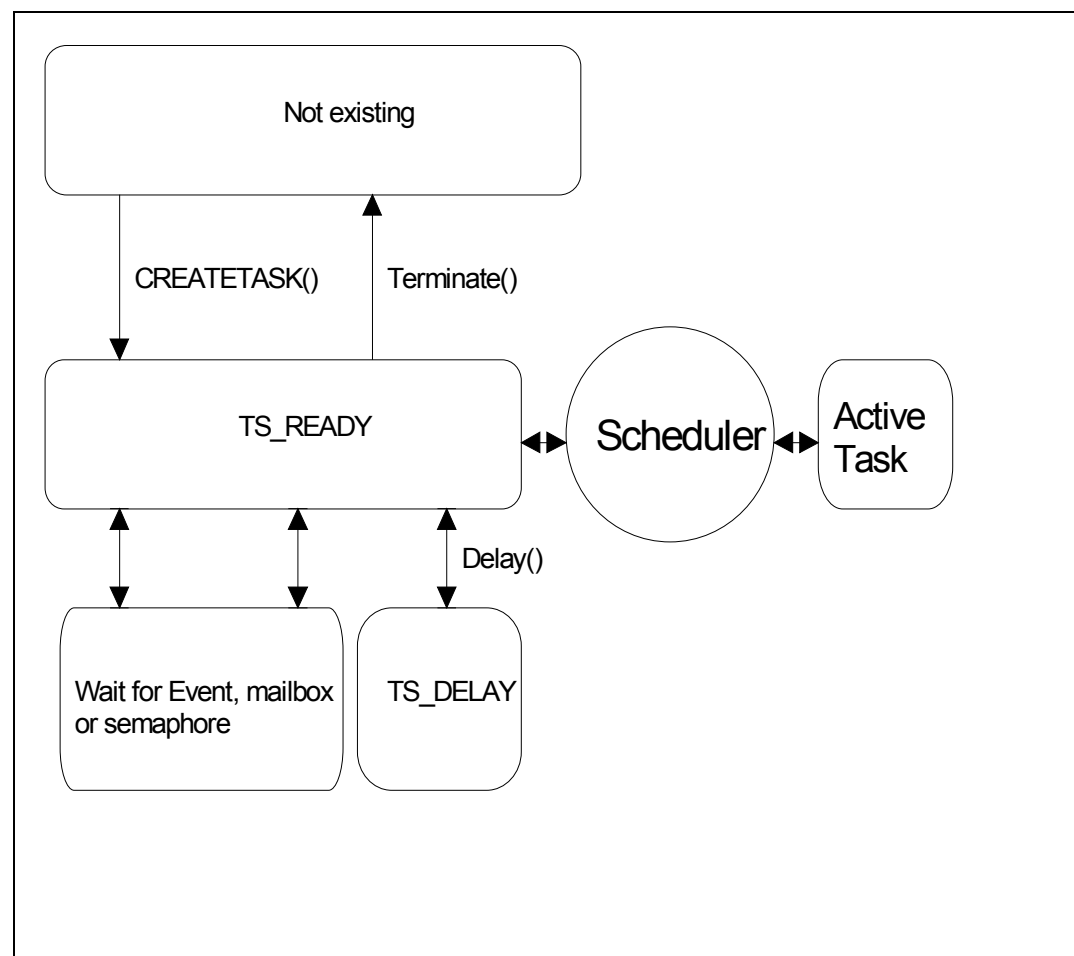 Not existing
CREATETASK()
Terminate()
TS_READY
Scheduler
Active
Task
Delay()
Wait for Event, mailbox
or semaphore
TS_DELAY